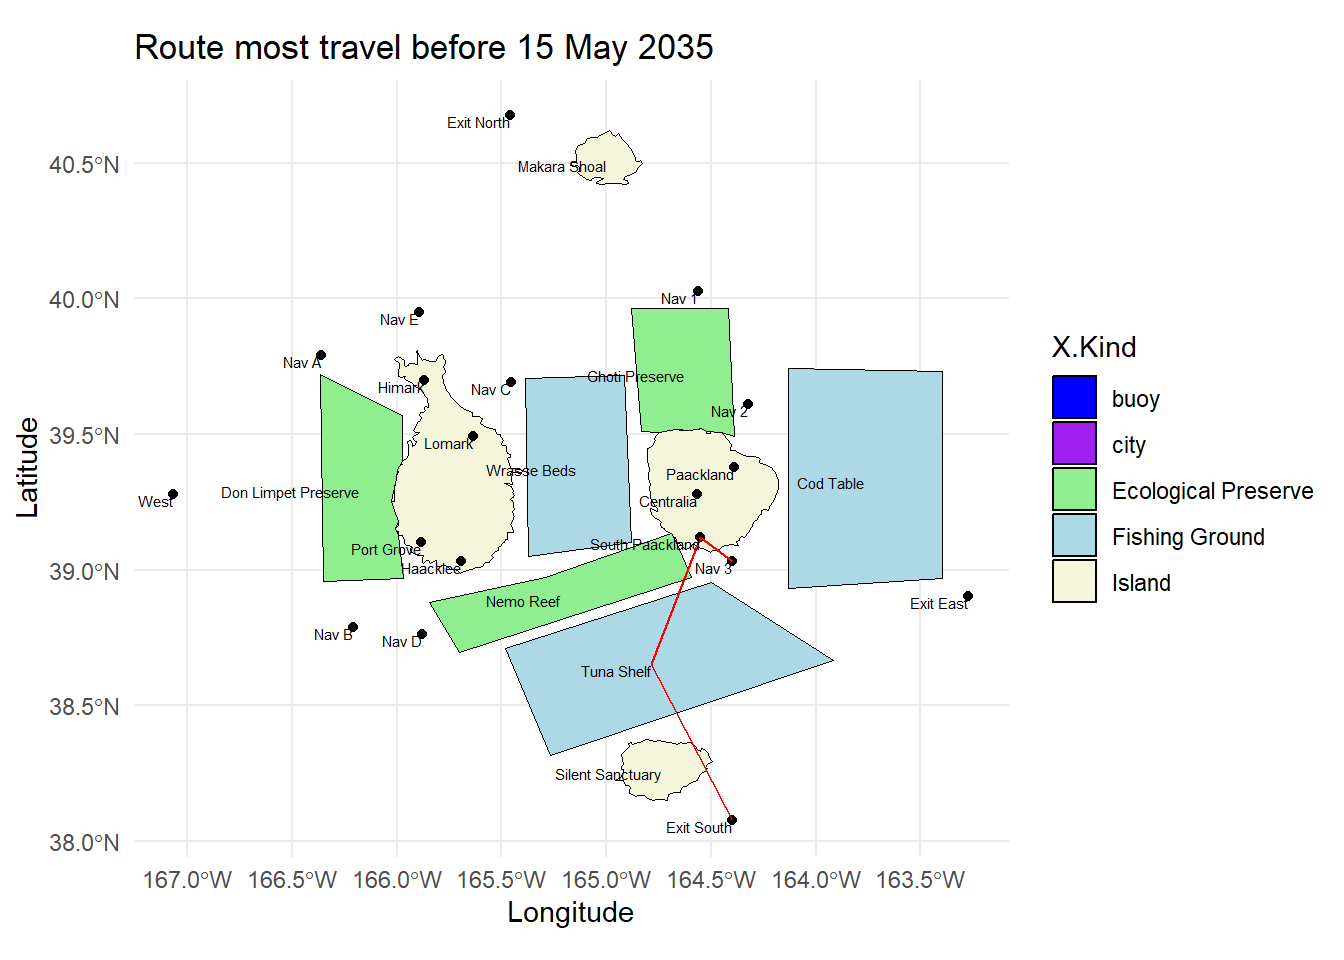 Route most travel before 15 May 2035
Exit North
Makara Shoal
40.5°N
40.0°N
39.5°N
39.0°N
38.5°N
38.0°N
Latitude
Nav 1
Nav E
Nav A
Himark
Nav C
Ghoti Preserve
Nav 2
Lomark
Wrasse Beds
Paackland
Cod Table
Don Limpet Preserve
West
Centralia
Port Grove
South Paackland
Haacklee
Nav 3
Nemo Reef
Exit East
Nav B
Nav D
Tuna Shelf
Silent Sanctuary
Exit South
167.0°W 166.5°W 166.0°W 165.5°W 165.0°W 164.5°W 164.0°W 163.5°W
Longitude
X.Kind
buoy
city
Ecological Preserve
Fishing Ground
Island